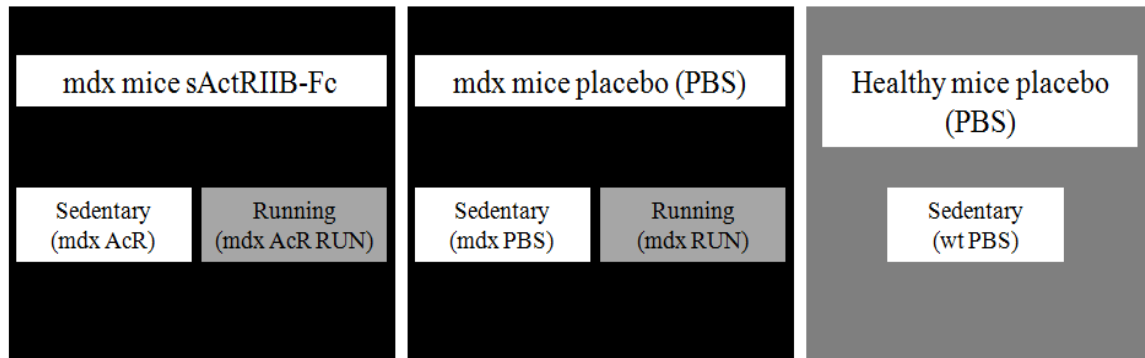 mdx mice sActRIIB-Fc
Sedentary
(mdx AcR)
Running
(mdx AcR RUN)
mdx mice placebo (PBS)
Sedentary
(mdx PBS)
Running
(mdx RUN)
Healthy mice placebo
(PBS)
Sedentary
(wt PBS)